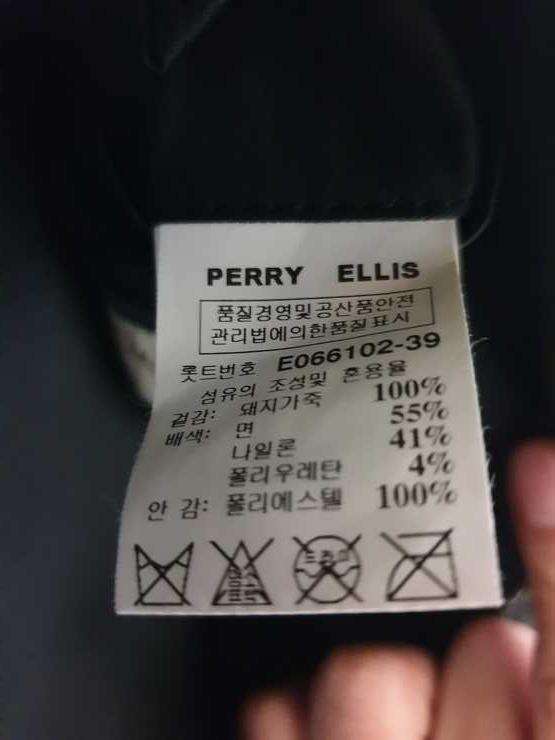 PERRY ELLIS
품질경영및공산품안전
관리법에의한품질표시
롯트번호 E066102-39
섬유의 조성및 혼용율
겉감: 돼지가죽 100%
배색: 면 55%
나일론 41%
폴리우레탄 4%
안 감: 폴리에스텔 100%